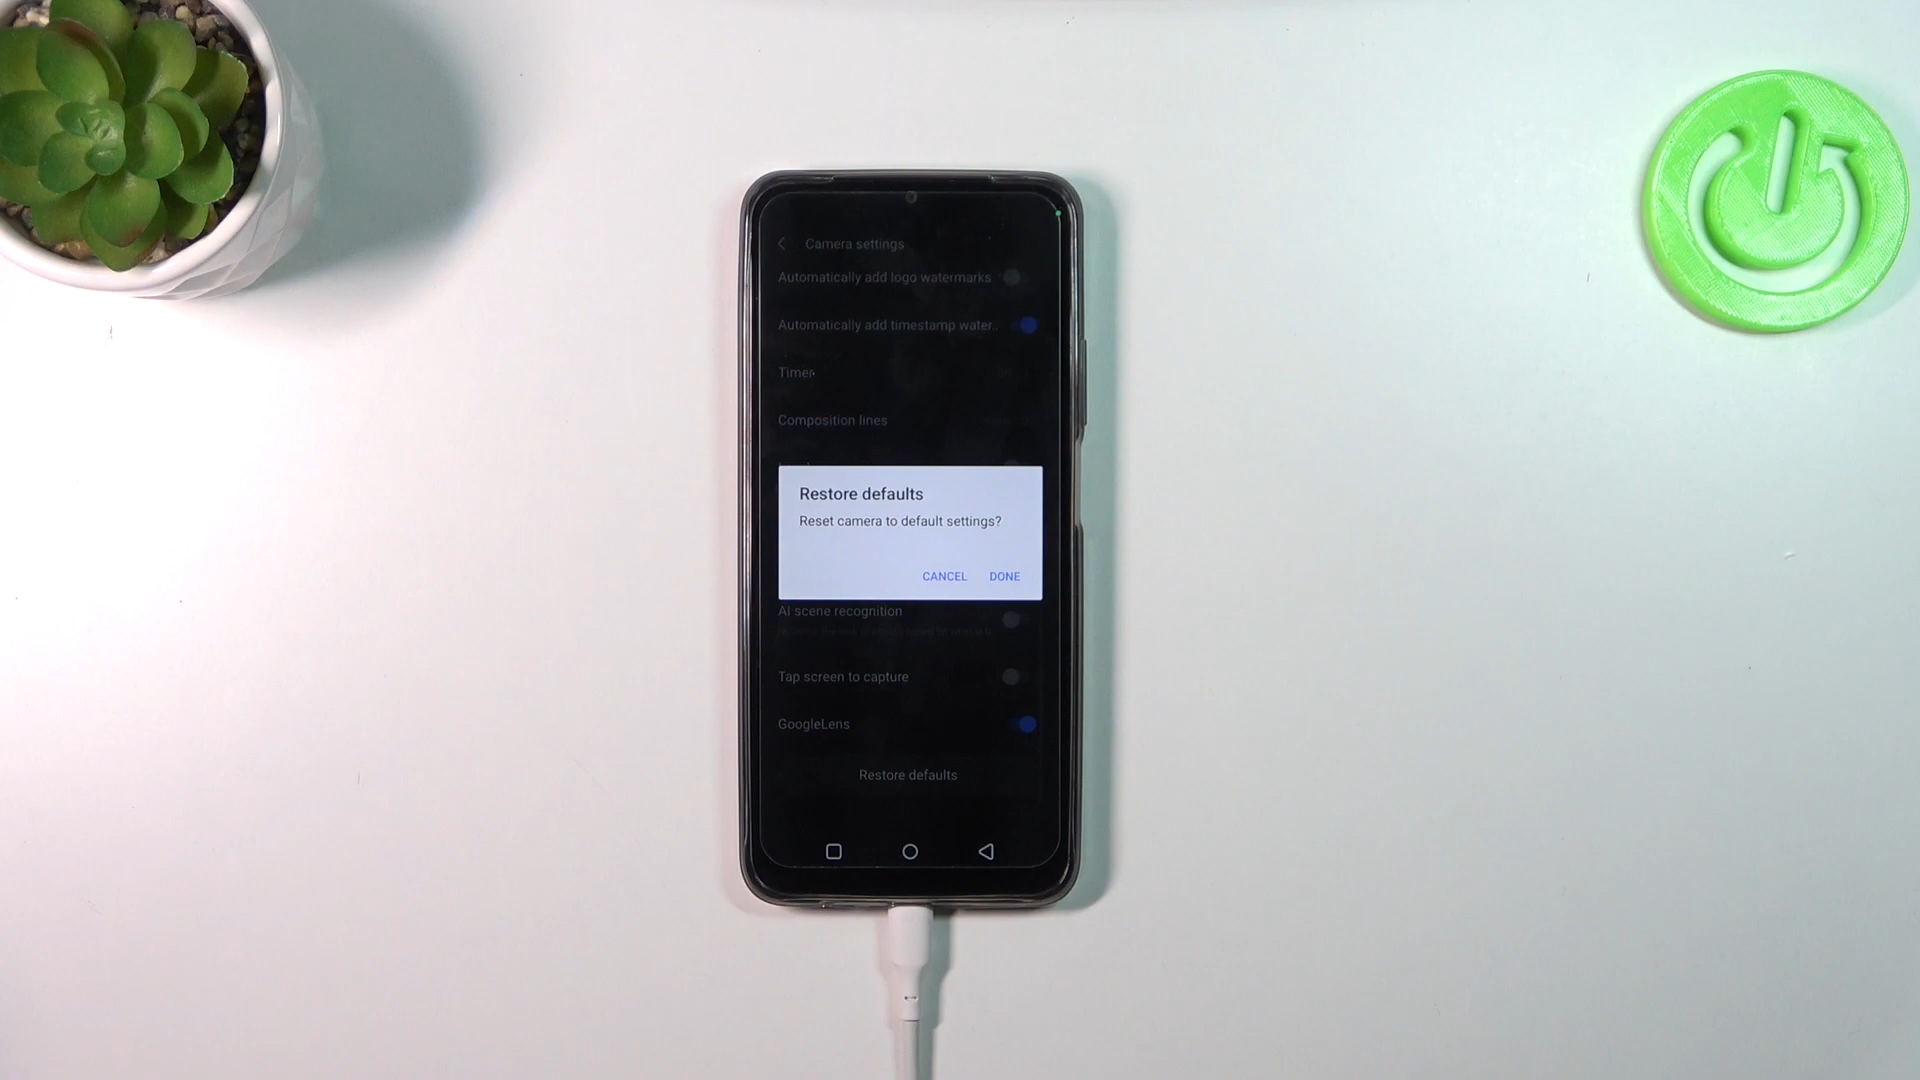 Camera settings
Automatically add logo watermarks
Automatically add timestamp water..
Timer
Composition lines
Restore defaults
Reset camera to default settings?
CANCEL DONE
AI scene recognition
Tap screen to capture
GoogleLens
Restore defaults